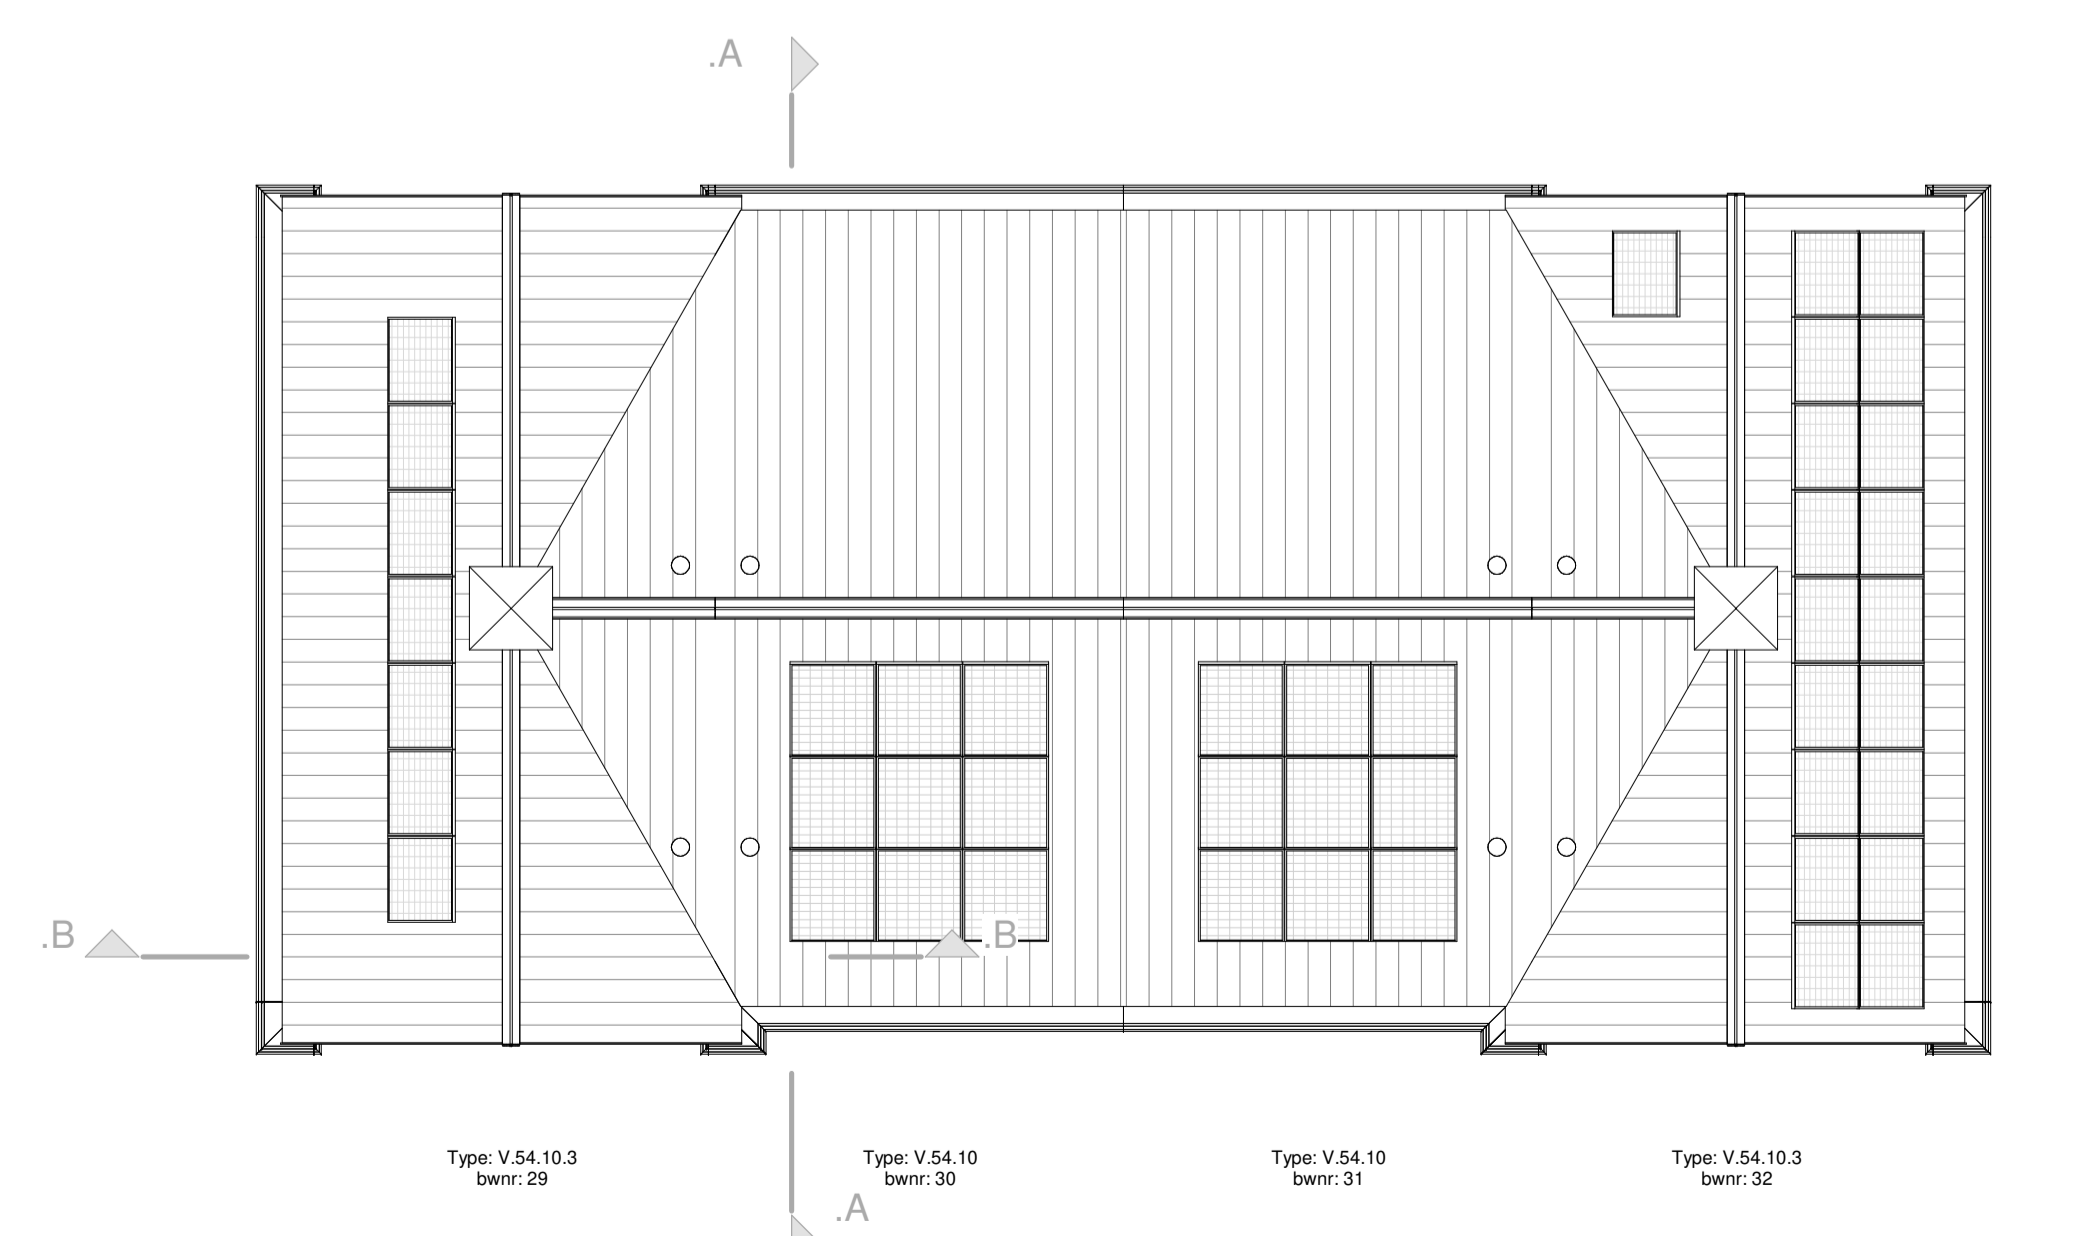 .A
.B
.B
Type: V.54.10.3
bwnr: 29
Type: V.54.10
bwnr: 30
Type: V.54.10
bwnr: 31
Type: V.54.10.3
bwnr: 32
.A